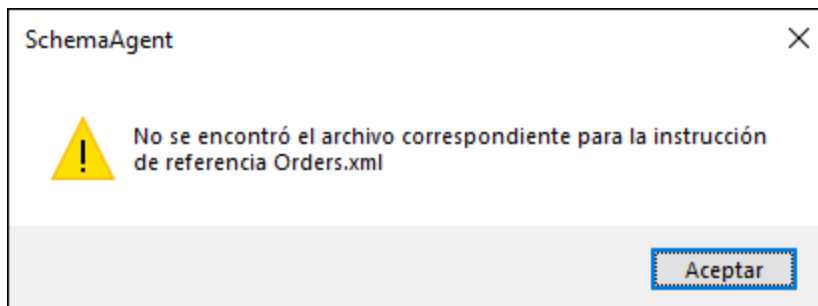 SchemaAgent
No se encontró el archivo correspondiente para la instrucción
de referencia Orders.xml
Aceptar